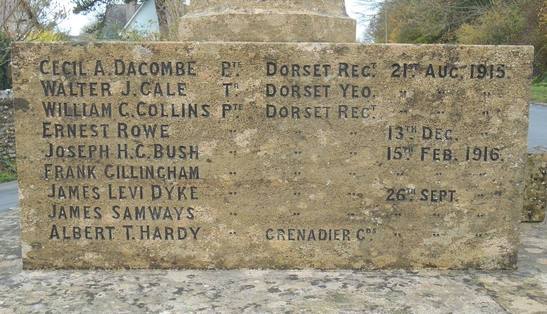 CECIL A. DACOMBE PTE DORSET REGT 21ST AUG. 1915.
WALTER J. GALE TR DORSET YEO. " "
WILLIAM C. COLLINS PTE DORSET REGT " "
ERNEST ROWE " " " 13TH DEC. "
JOSEPH H.C. BUSH " " " 15TH FEB. 1916.
FRANK GILLINGHAM " " " " "
JAMES LEVI DYKE " " " 26TH SEPT. "
JAMES SAMWAYS " " " " "
ALBERT T. HARDY " GRENADIER GDS " " "